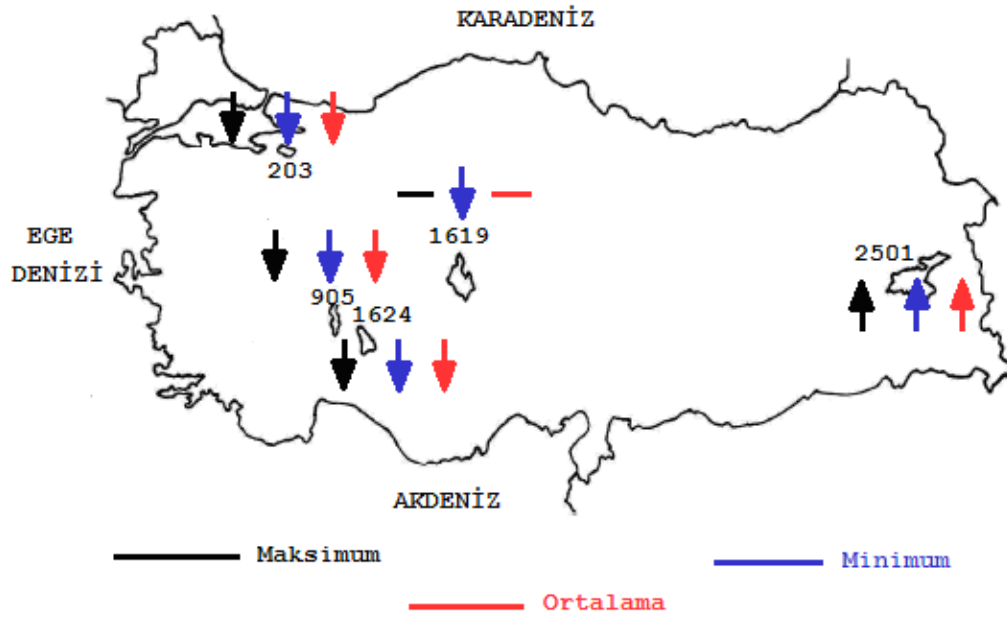 KARADENİZ
203
1619
EGE
DENİZİ
2501
905
1624
AKDENİZ
Maksimum
Minimum
Ortalama